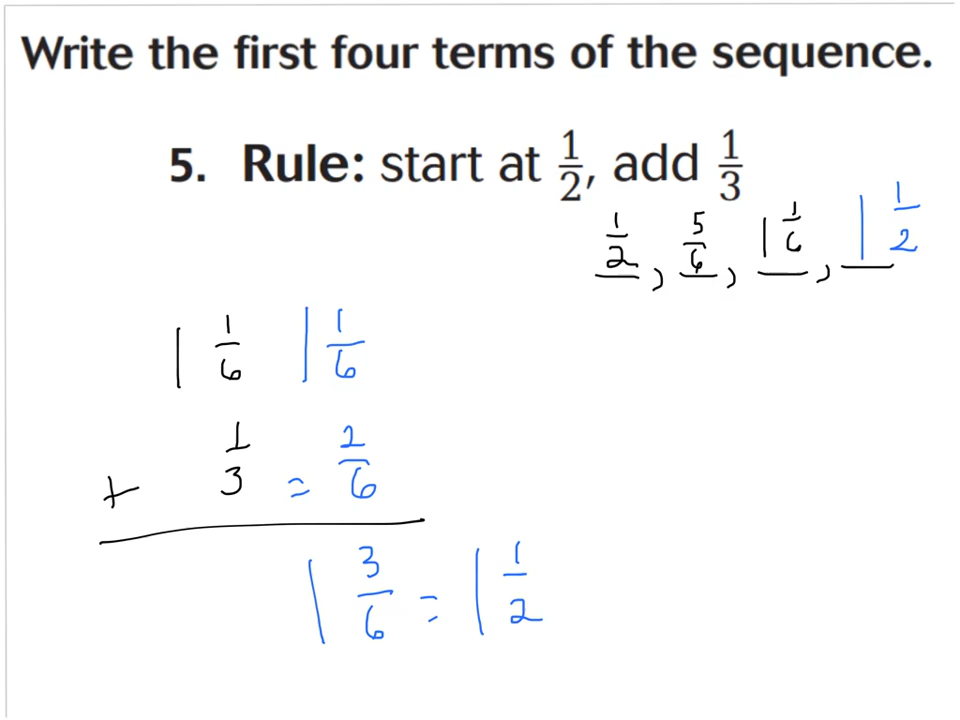 Write the first four terms of the sequence.
5. Rule: start at 1/2, add 1/3
1/2, 5/6, 1 1/6, 1 1/2
1 1/6 1 1/6
+ 1/3 = 2/6
1 3/6 = 1 1/2